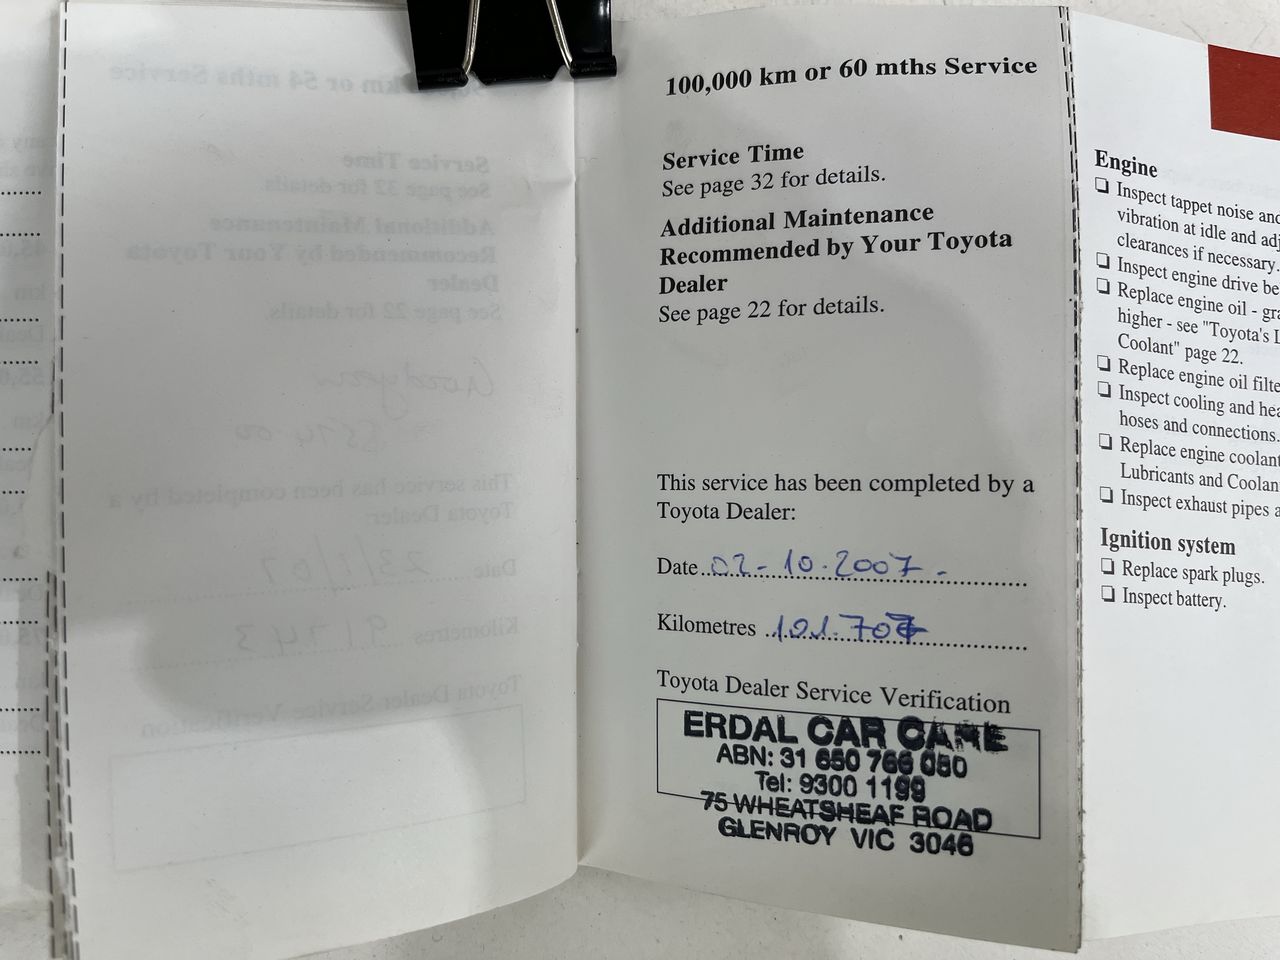 100,000 km or 60 mths Service
Service Time
See page 32 for details.
Additional Maintenance
Recommended by Your Toyota
Dealer
See page 22 for details.
This service has been completed by a
Toyota Dealer:
Date 02-10.2007.
Kilometres 101.707
Toyota Dealer Service Verification
ERDAL CAR CARE
ABN: 31 650 766 050
Tel: 9300 1199
75 WHEATSHEAF ROAD
GLENROY VIC 3046
Engine
Inspect tappet noise and
vibration at idle and adj
clearances if necessary.
Inspect engine drive be
Replace engine oil - gra
higher - see "Toyota's L
Coolant" page 22.
Replace engine oil filte
Inspect cooling and hea
hoses and connections.
Replace engine coolant
Lubricants and Coolan
Inspect exhaust pipes a
Ignition system
Replace spark plugs.
Inspect battery.